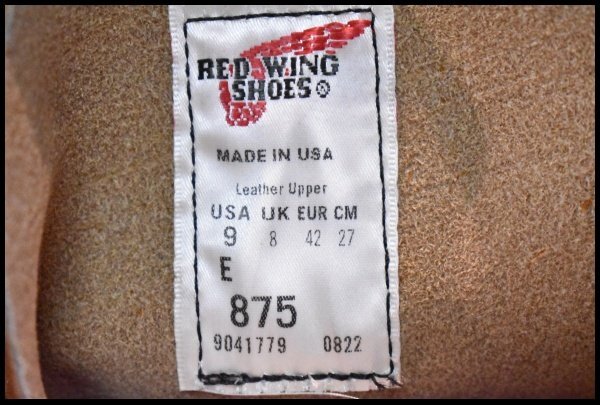 RED WING
SHOES®
MADE IN USA
Leather Upper
USA UK EUR CM
9 8 42 27
E
875
9041779 0822